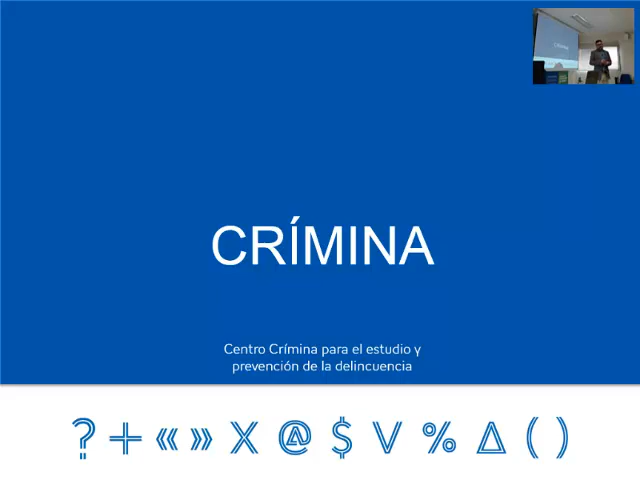 CRÍMINA
Centro Crímina para el estudio y
prevención de la delincuencia
? + « » X @ $ V % Δ ( )